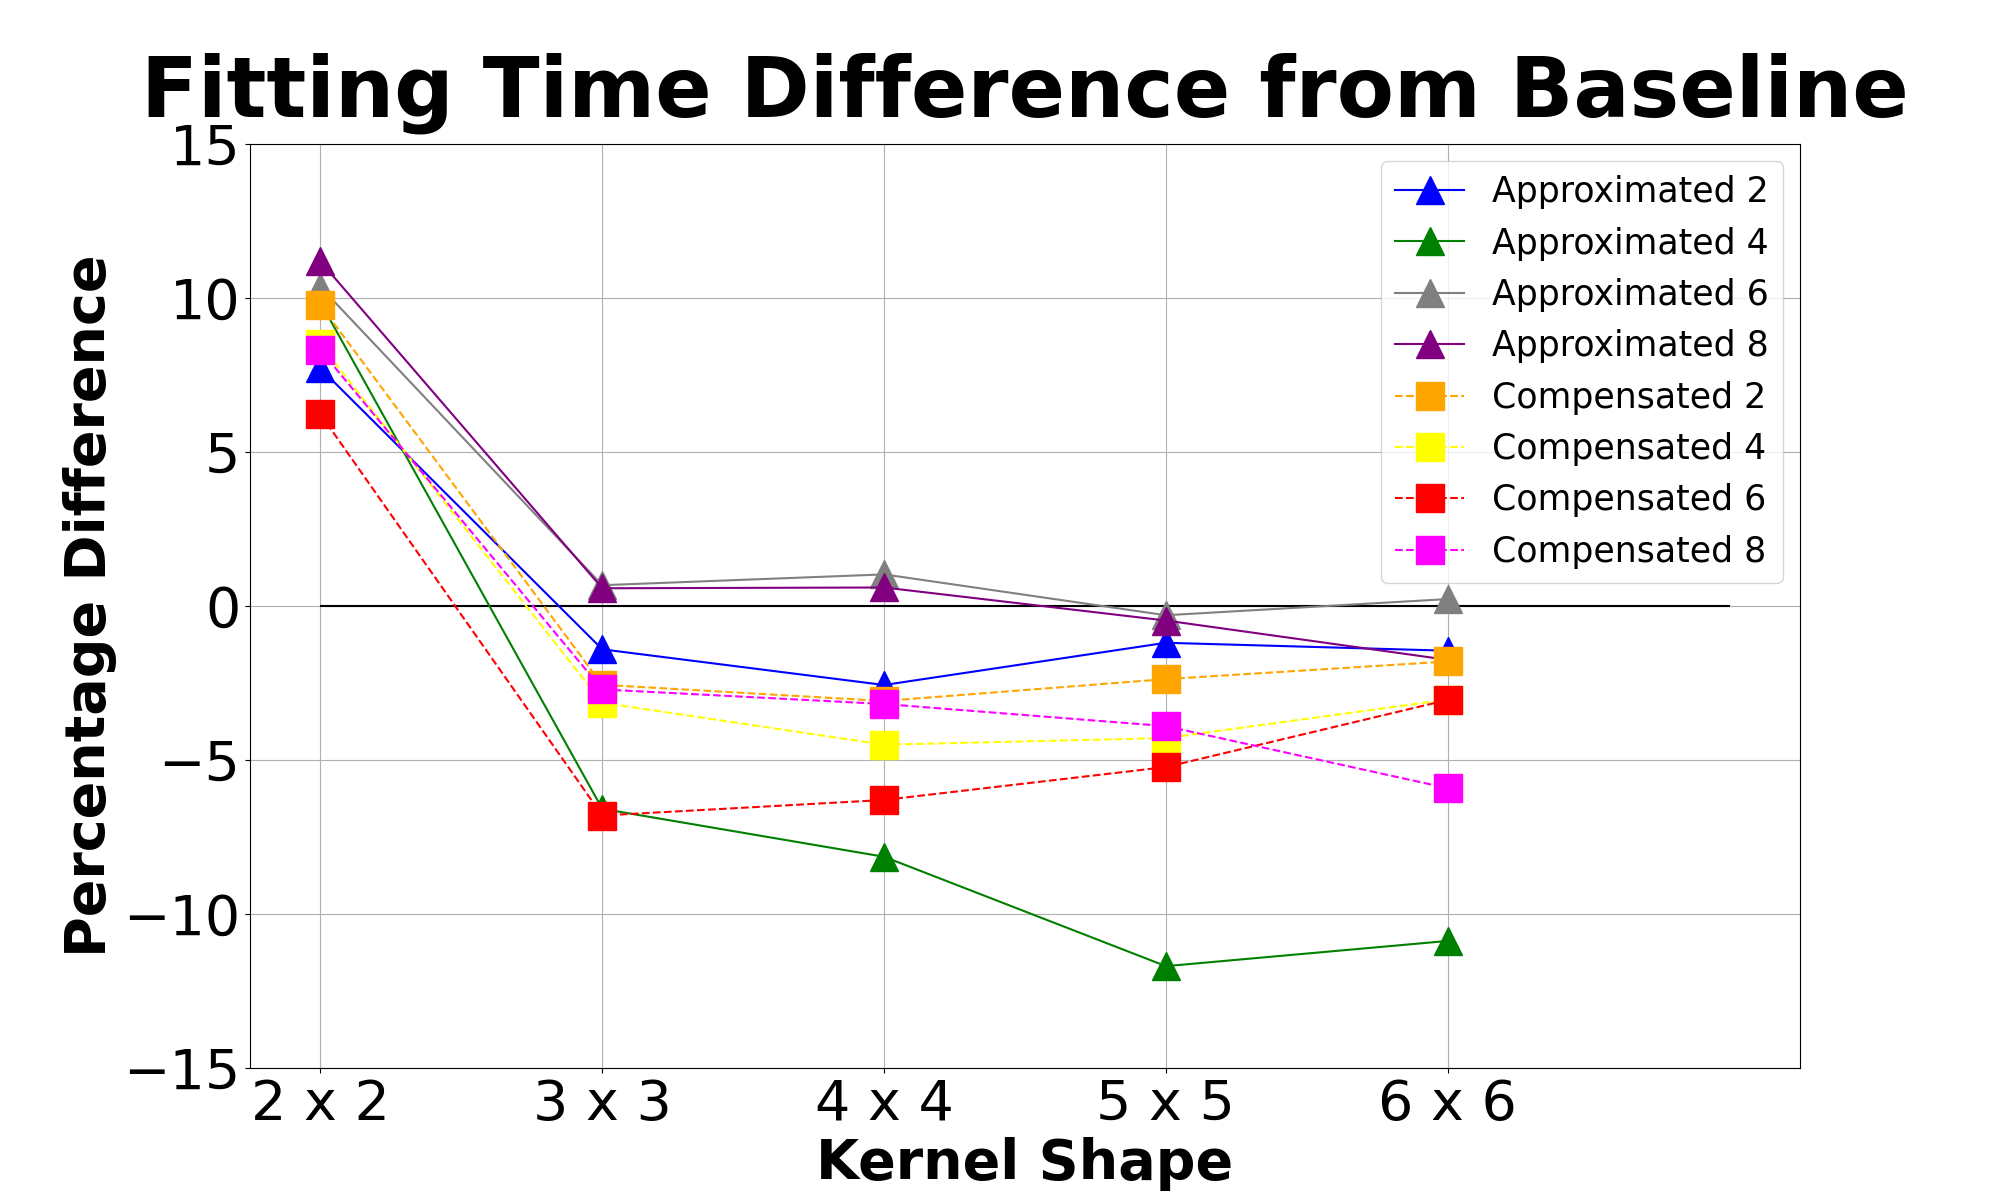 Fitting Time Difference from Baseline
15
10
5
0
−5
−10
−15
Percentage Difference
2 x 2
3 x 3
4 x 4
5 x 5
6 x 6
Kernel Shape
Approximated 2
Approximated 4
Approximated 6
Approximated 8
Compensated 2
Compensated 4
Compensated 6
Compensated 8